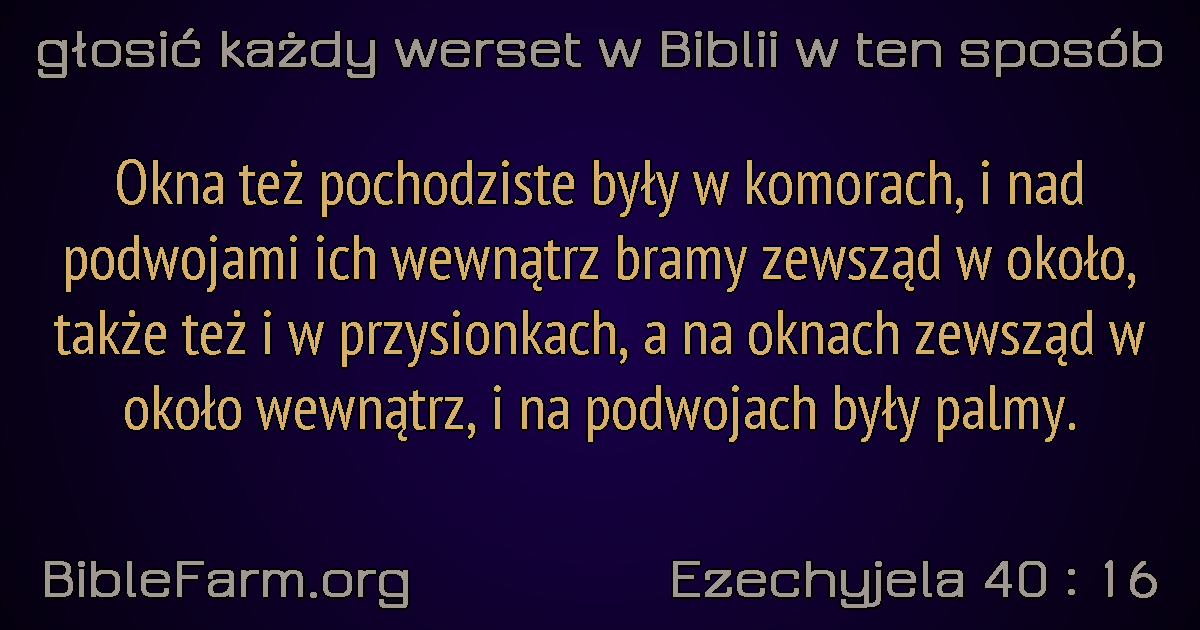 głosić każdy werset w Biblii w ten sposób
Okna też pochodziste były w komorach, i nad
podwojami ich wewnątrz bramy zewsząd w około,
także też i w przysionkach, a na oknach zewsząd w
około wewnątrz, i na podwojach były palmy.
BibleFarm.org
Ezechyjela 40 : 16